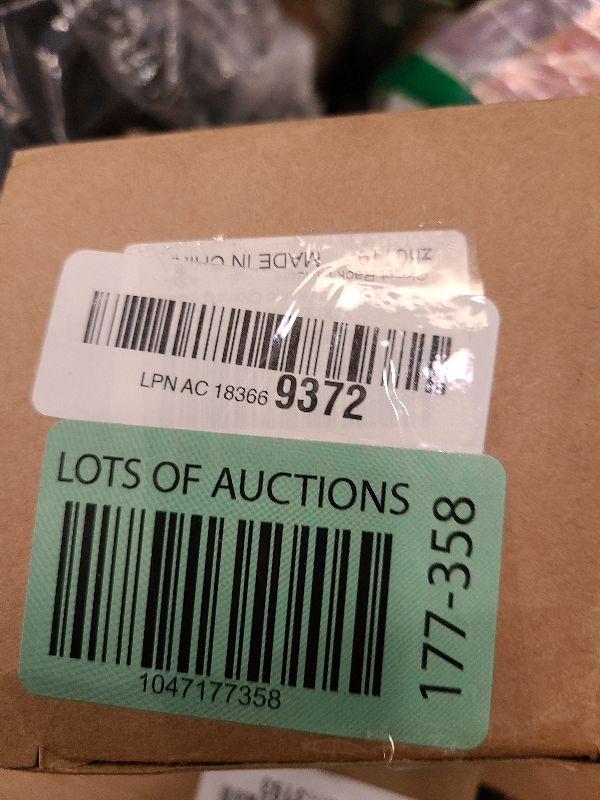 MADE IN
LPN AC 18366 9372
LOTS OF AUCTIONS
1047177358
177-358